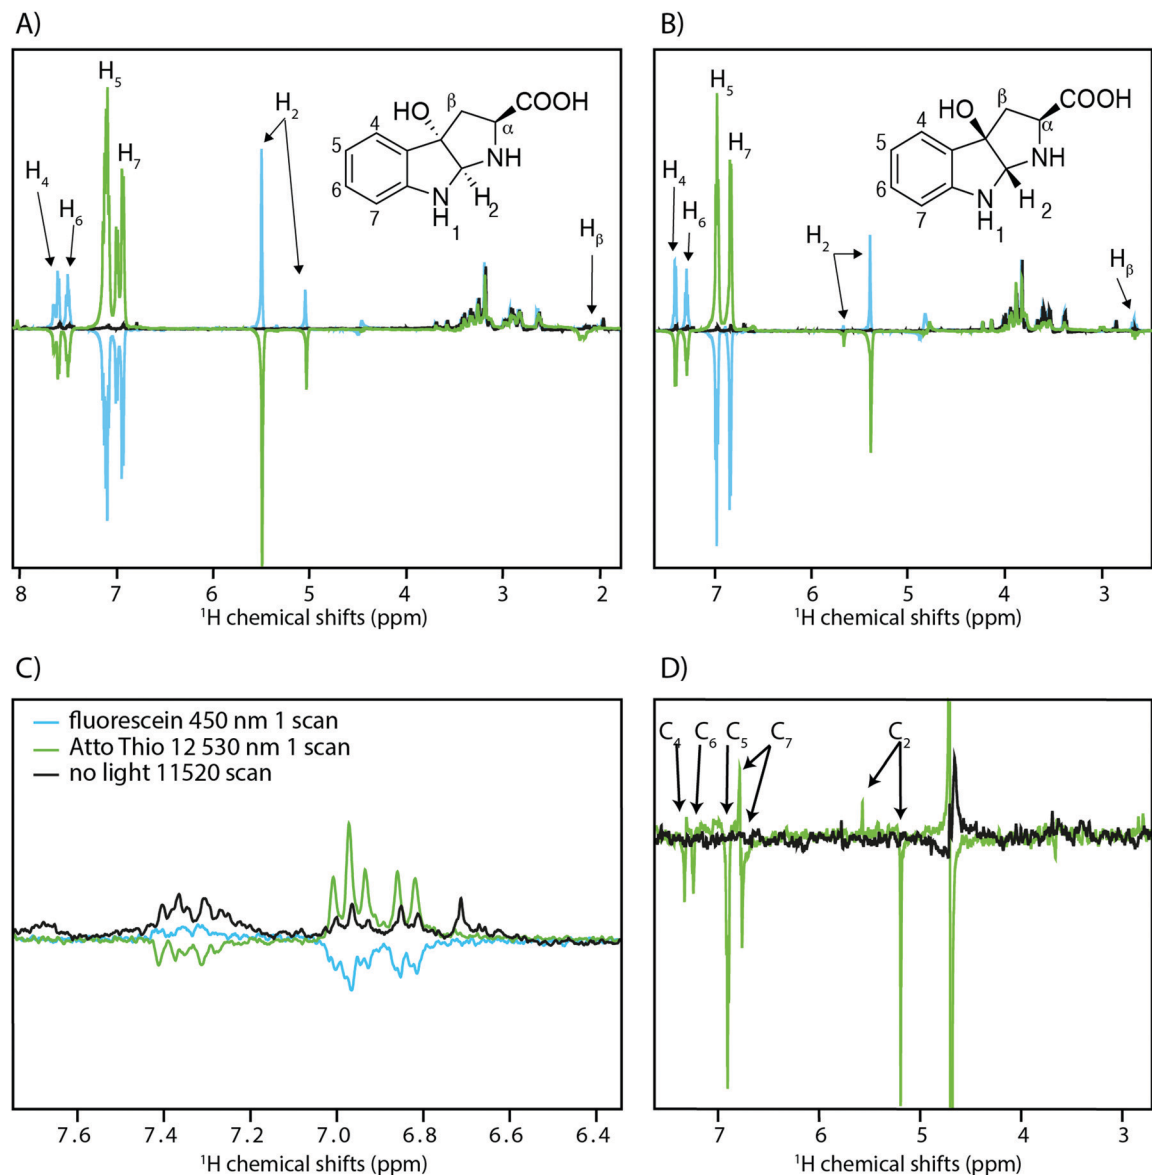 A)
H₅
H₂
H₇
H₄
H₆
Hβ
HO
β
COOH
α
4
5
NH
6
7
N
H
H₂
1
8 7 6 5 4 3 2
¹H chemical shifts (ppm)
B)
H₅
H₇
H₄
H₆
H₂
Hβ
HO
β
COOH
α
4
5
NH
6
7
N
H
H
2
1
7 6 5 4 3
¹H chemical shifts (ppm)
C)
fluorescein 450 nm 1 scan
Atto Thio 12 530 nm 1 scan
no light 11520 scan
7.6 7.4 7.2 7.0 6.8 6.6 6.4
¹H chemical shifts (ppm)
D)
C₄ C₆ C₅ C₇ C₂
7 6 5 4 3
¹H chemical shifts (ppm)